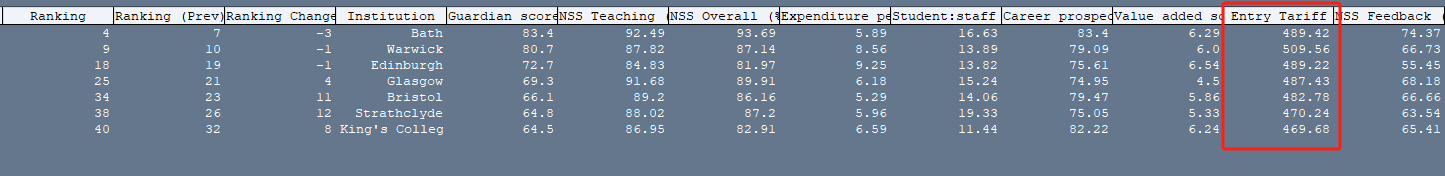 Ranking Ranking (Prev) Ranking Change Institution Guardian score NSS Teaching ( NSS Overall (% Expenditure pe Student:staff Career prospec Value added sc Entry Tariff NSS Feedback (
4 7 -3 Bath 83.4 92.49 93.69 5.89 16.63 83.4 6.29 489.42 74.37
9 10 -1 Warwick 80.7 87.82 87.14 8.56 13.89 79.09 6.0 509.56 66.73
18 19 -1 Edinburgh 72.7 84.83 81.97 9.25 13.82 75.61 6.54 489.22 55.45
25 21 4 Glasgow 69.3 91.68 89.91 6.18 15.24 74.95 4.5 487.43 68.18
34 23 11 Bristol 66.1 89.2 86.16 5.29 14.06 79.47 5.86 482.78 66.66
38 26 12 Strathclyde 64.8 88.02 87.2 5.96 19.33 75.05 5.33 470.24 63.54
40 32 8 King's Colleg 64.5 86.95 82.91 6.59 11.44 82.22 6.24 469.68 65.41